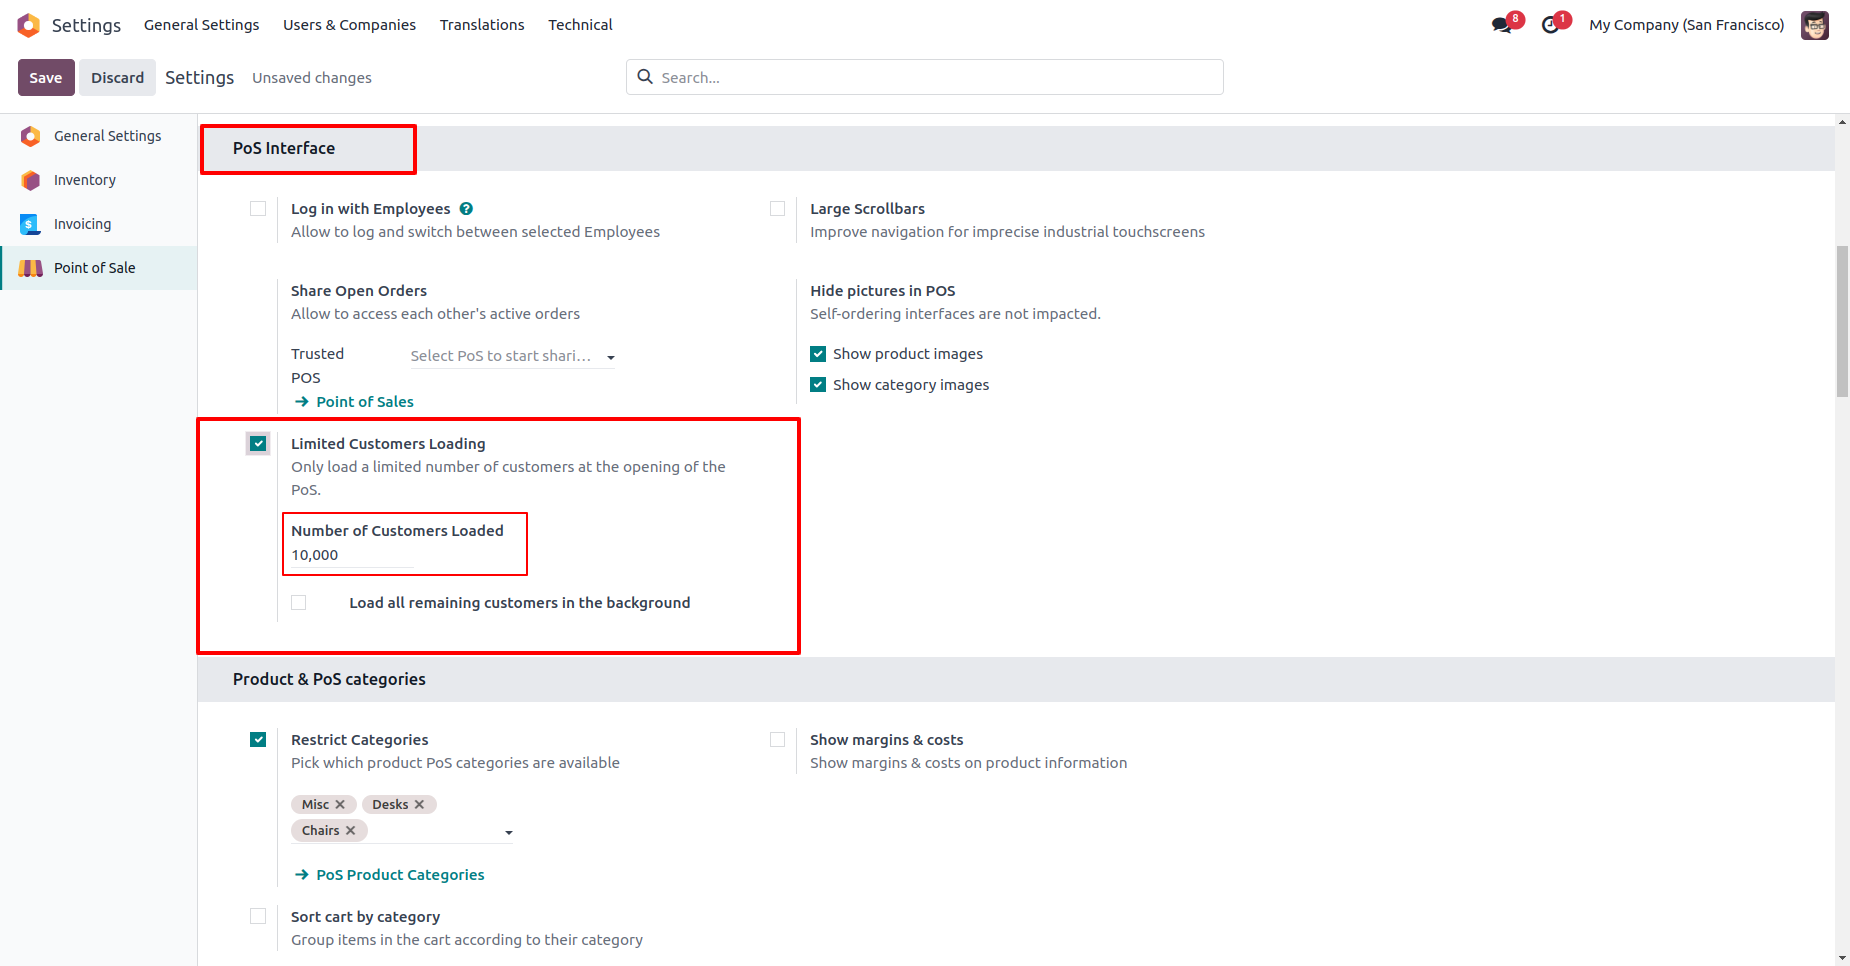 Settings General Settings Users & Companies Translations Technical 8 1 My Company (San Francisco)
Save Discard Settings Unsaved changes Search...
General Settings
Inventory
$ Invoicing
Point of Sale
PoS Interface
Log in with Employees ?
Allow to log and switch between selected Employees
Large Scrollbars
Improve navigation for imprecise industrial touchscreens
Share Open Orders
Allow to access each other's active orders
Trusted Select PoS to start shari...
POS
Point of Sales
Hide pictures in POS
Self-ordering interfaces are not impacted.
Show product images
Show category images
Limited Customers Loading
Only load a limited number of customers at the opening of the
PoS.
Number of Customers Loaded
10,000
Load all remaining customers in the background
Product & PoS categories
Restrict Categories
Pick which product PoS categories are available
Misc Desks
Chairs
PoS Product Categories
Show margins & costs
Show margins & costs on product information
Sort cart by category
Group items in the cart according to their category